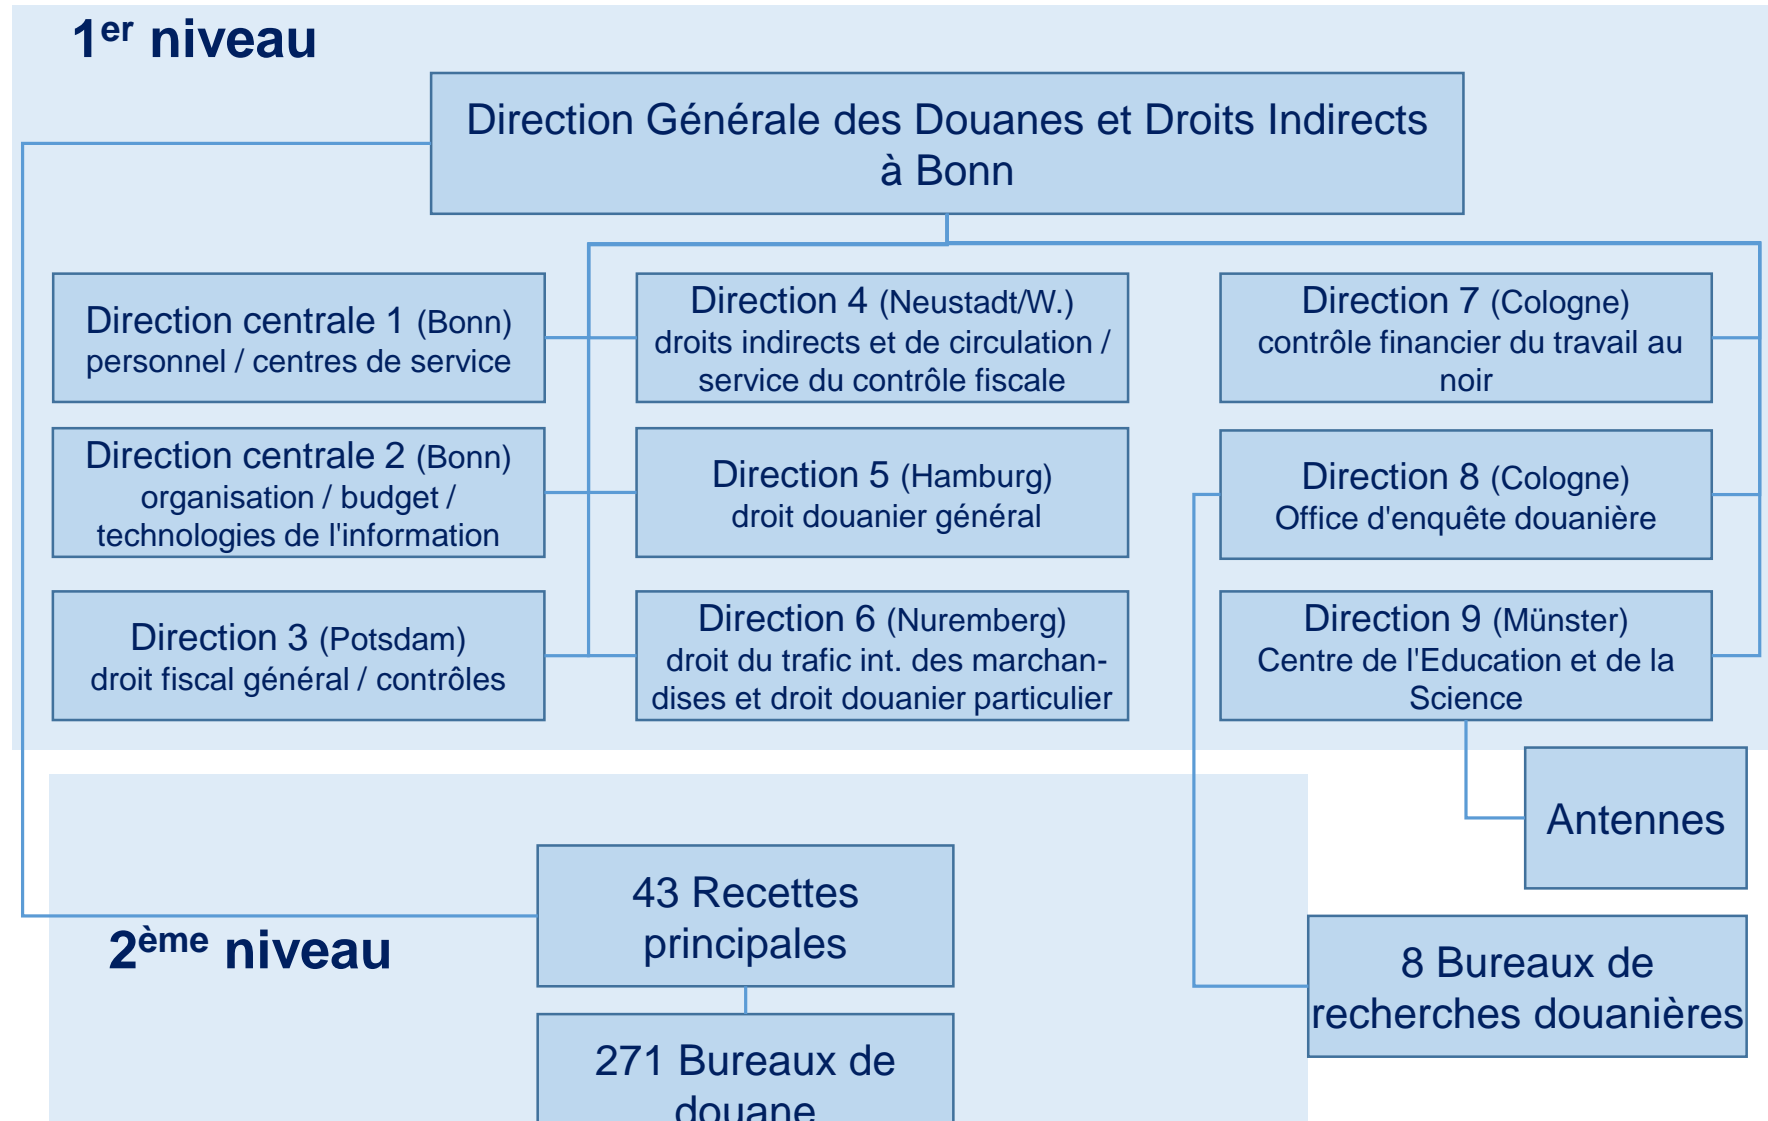 1er niveau
Direction Générale des Douanes et Droits Indirects
à Bonn
Direction centrale 1 (Bonn)
personnel / centres de service
Direction 4 (Neustadt/W.)
droits indirects et de circulation /
service du contrôle fiscale
Direction 7 (Cologne)
contrôle financier du travail au
noir
Direction centrale 2 (Bonn)
organisation / budget /
technologies de l'information
Direction 5 (Hamburg)
droit douanier général
Direction 8 (Cologne)
Office d'enquête douanière
Direction 3 (Potsdam)
droit fiscal général / contrôles
Direction 6 (Nuremberg)
droit du trafic int. des marchan-
dises et droit douanier particulier
Direction 9 (Münster)
Centre de l'Education et de la
Science
Antennes
43 Recettes
principales
2ème niveau
8 Bureaux de
recherches douanières
271 Bureaux de
douane